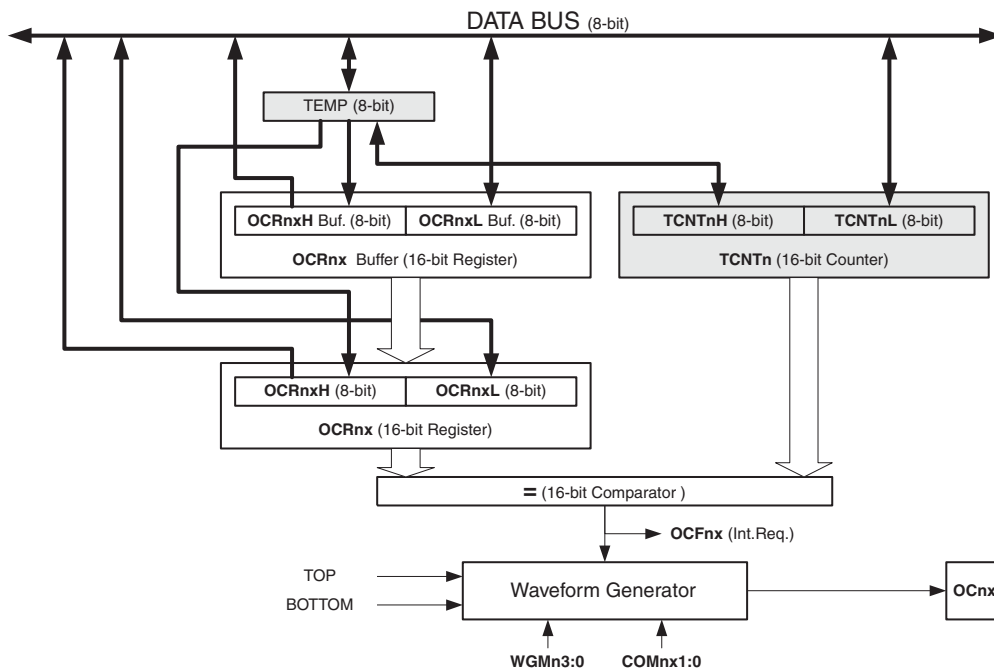 DATA BUS (8-bit)
TEMP (8-bit)
OCRnxH Buf. (8-bit) OCRnxL Buf. (8-bit)
OCRnx Buffer (16-bit Register)
TCNTnH (8-bit) TCNTnL (8-bit)
TCNTn (16-bit Counter)
OCRnxH (8-bit) OCRnxL (8-bit)
OCRnx (16-bit Register)
= (16-bit Comparator )
OCFnx (Int.Req.)
TOP
BOTTOM
Waveform Generator
OCnx
WGMn3:0 COMnx1:0